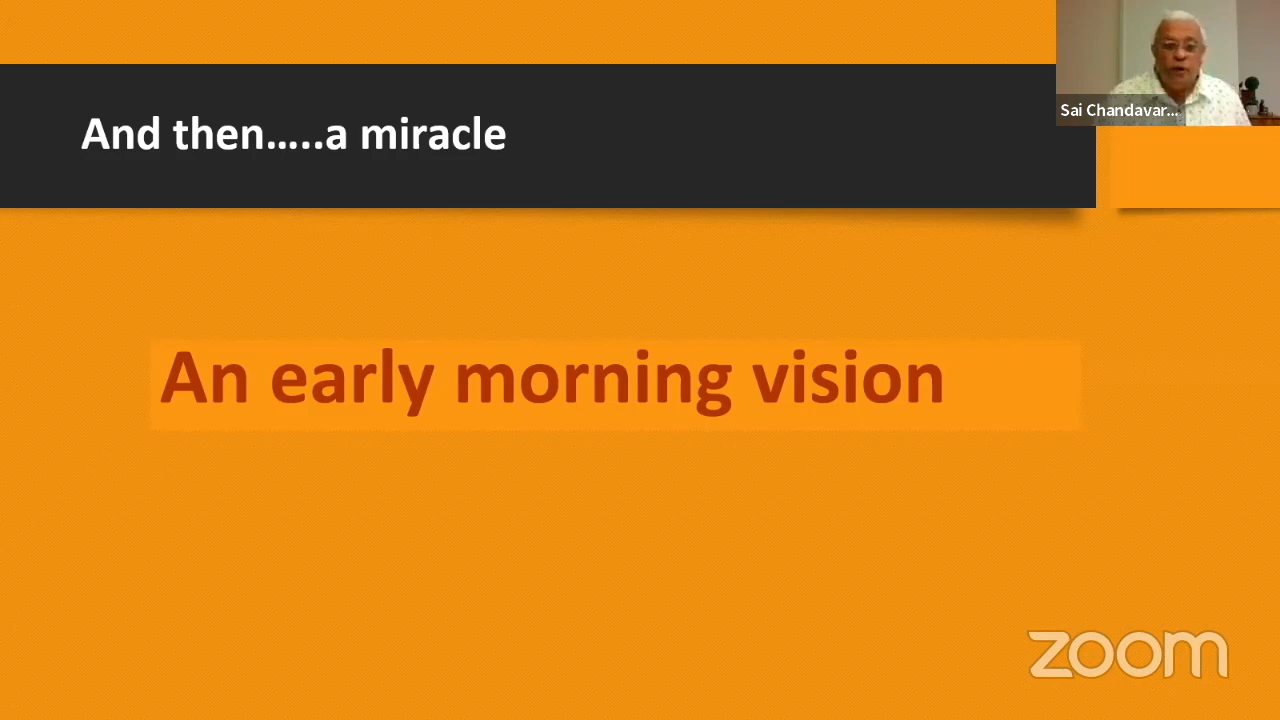 And then…..a miracle
Sai Chandavar...
An early morning vision
zoom